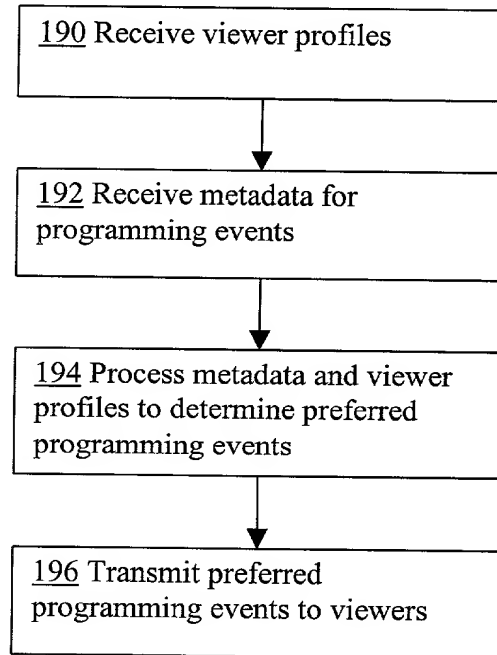 190 Receive viewer profiles
192 Receive metadata for
programming events
194 Process metadata and viewer
profiles to determine preferred
programming events
196 Transmit preferred
programming events to viewers